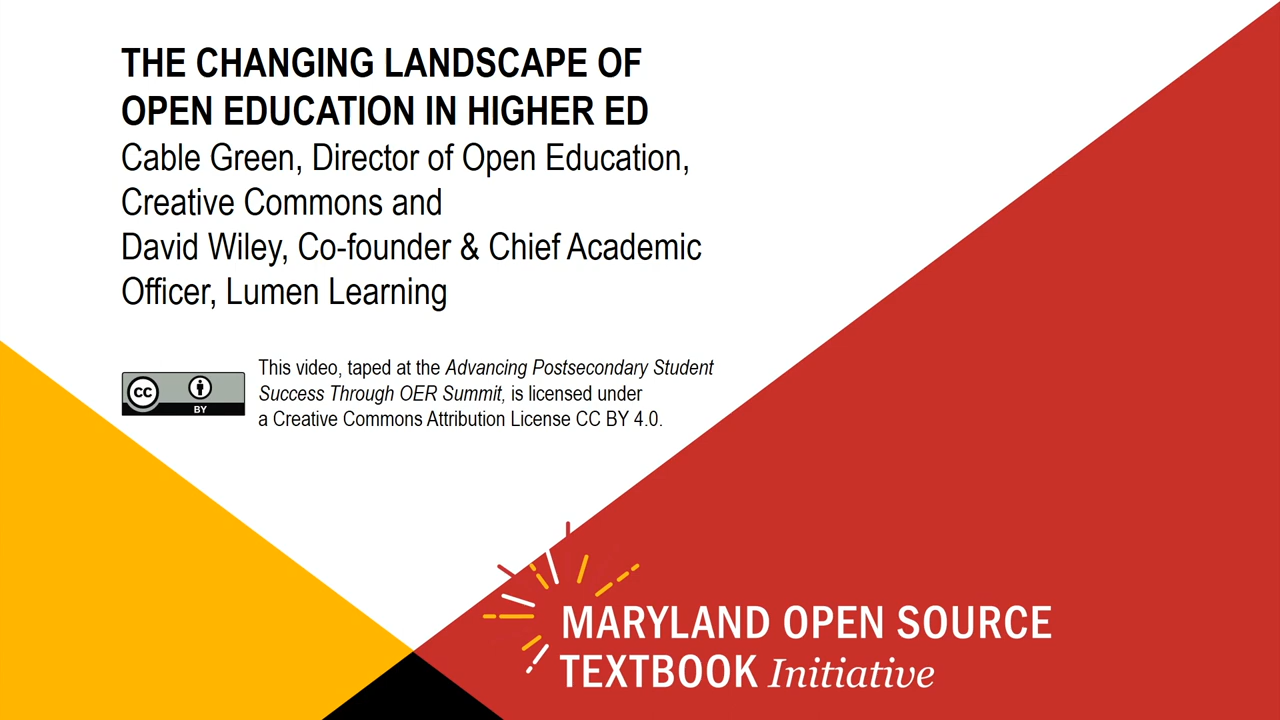 THE CHANGING LANDSCAPE OF
OPEN EDUCATION IN HIGHER ED
Cable Green, Director of Open Education,
Creative Commons and
David Wiley, Co-founder & Chief Academic
Officer, Lumen Learning
This video, taped at the Advancing Postsecondary Student
Success Through OER Summit, is licensed under
a Creative Commons Attribution License CC BY 4.0.
cc
BY
MARYLAND OPEN SOURCE
TEXTBOOK Initiative